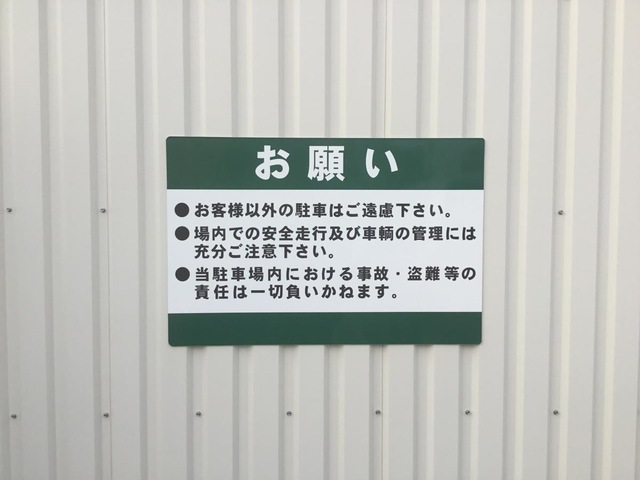 お願い
●お客様以外の駐車はご遠慮下さい。
●場内での安全走行及び車輌の管理には
充分ご注意下さい。
●当駐車場内における事故・盗難等の
責任は一切負いかねます。